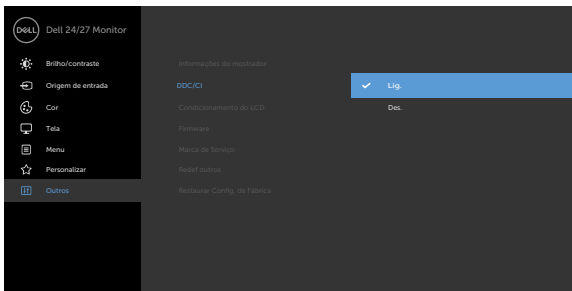 DELL
Dell 24/27 Monitor
Brilho/contraste
Origem de entrada
Cor
Tela
Menu
Personalizar
Outros
Informações do mostrador
DDC/CI
Condicionamento do LCD
Firmware
Marca de Serviço
Redef outros
Restaurar Config. de Fábrica
Lig.
Des.